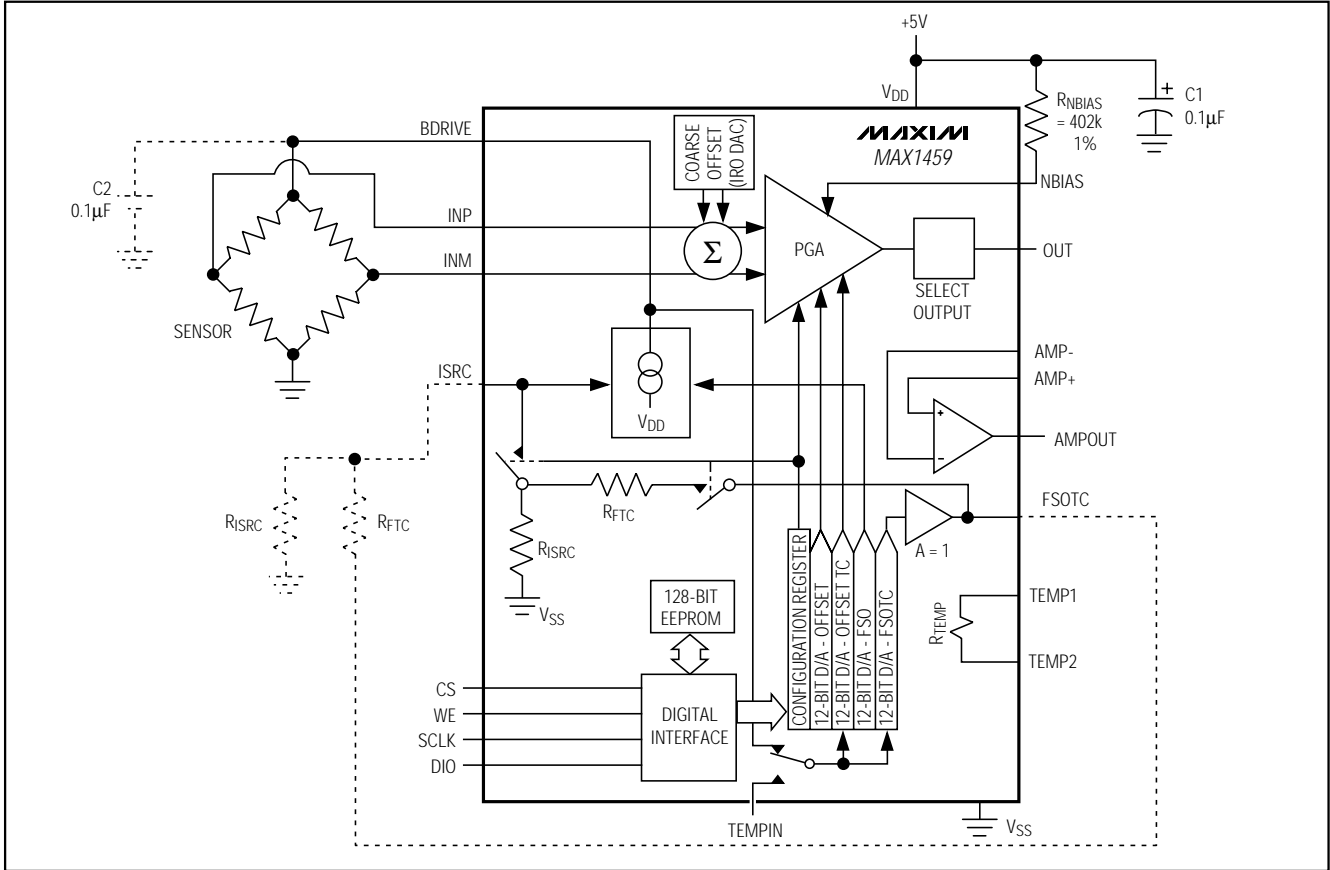 +5V
VDD
C1
0.1µF
RNBIAS
= 402k
1%
MAXIM
MAX1459
BDRIVE
COARSE
OFFSET
(IRO DAC)
NBIAS
C2
0.1µF
INP
INM
Σ
PGA
OUT
SELECT
OUTPUT
SENSOR
ISRC
VDD
AMP-
AMP+
+
-
AMPOUT
RISRC
RFTC
RFTC
RISRC
VSS
FSOTC
A = 1
128-BIT
EEPROM
CONFIGURATION REGISTER
12-BIT D/A - OFFSET
12-BIT D/A - OFFSET TC
12-BIT D/A - FSO
12-BIT D/A - FSOTC
TEMP1
RTEMP
TEMP2
CS
WE
SCLK
DIO
DIGITAL
INTERFACE
TEMPIN
VSS
+